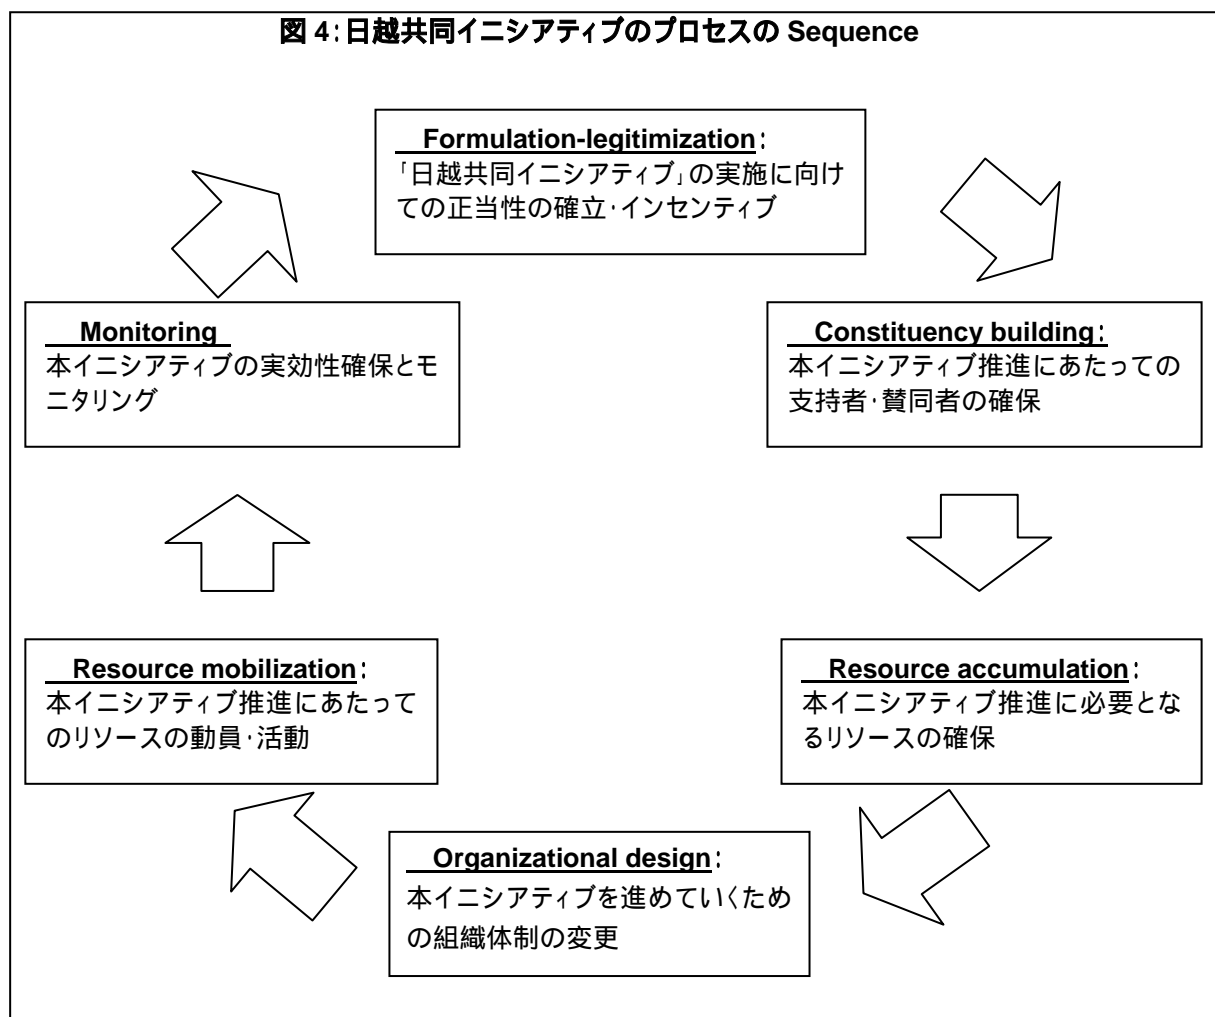 図 4:日越共同イニシアティブのプロセスの Sequence
Formulation-legitimization:
「日越共同イニシアティブ」の実施に向け
ての正当性の確立・インセンティブ
Constituency building:
本イニシアティブ推進にあたっての
支持者・賛同者の確保
Resource accumulation:
本イニシアティブ推進に必要とな
るリソースの確保
Organizational design:
本イニシアティブを進めていくため
の組織体制の変更
Resource mobilization:
本イニシアティブ推進にあたって
のリソースの動員・活動
Monitoring
本イニシアティブの実効性確保とモ
ニタリング